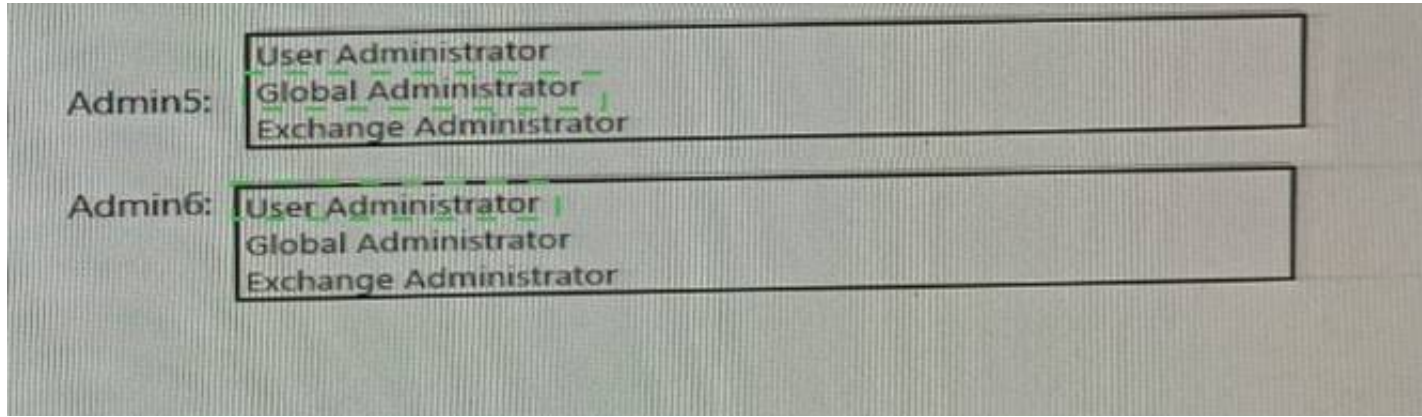 User Administrator
Admin5: Global Administrator
Exchange Administrator
Admin6: User Administrator
Global Administrator
Exchange Administrator